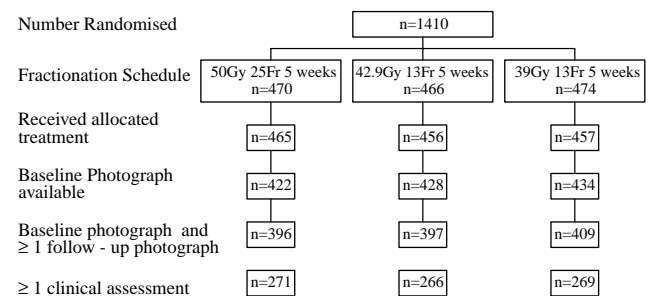 Number Randomised
n=1410
Fractionation Schedule
50Gy 25Fr 5 weeks
n=470
42.9Gy 13Fr 5 weeks
n=466
39Gy 13Fr 5 weeks
n=474
Received allocated
treatment
n=465
n=456
n=457
Baseline Photograph
available
n=422
n=428
n=434
Baseline photograph and
≥ 1 follow - up photograph
n=396
n=397
n=409
≥ 1 clinical assessment
n=271
n=266
n=269